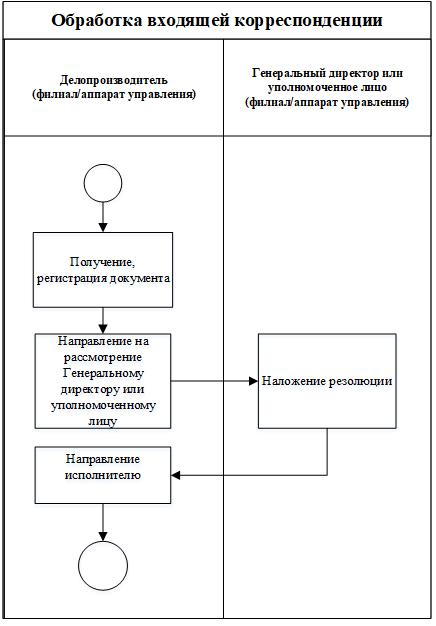 Обработка входящей корреспонденции
Делопроизводитель
(филиал/аппарат управления)
Генеральный директор или
уполномоченное лицо
(филиал/аппарат управления)
Получение,
регистрация документа
Направление на
рассмотрение
Генеральному
директору или
уполномоченному
лицу
Наложение резолюции
Направление
исполнителю